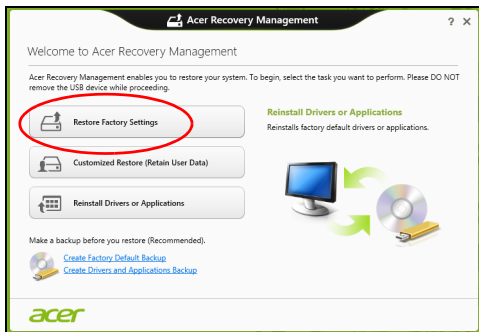 Acer Recovery Management
? X
Welcome to Acer Recovery Management
Acer Recovery Management enables you to restore your system. To begin, select the task you want to perform. Please DO NOT
remove the USB device while proceeding.
Restore Factory Settings
Customized Restore (Retain User Data)
Reinstall Drivers or Applications
Reinstall Drivers or Applications
Reinstalls factory default drivers or applications.
Make a backup before you restore (Recommended).
Create Factory Default Backup
Create Drivers and Applications Backup
acer